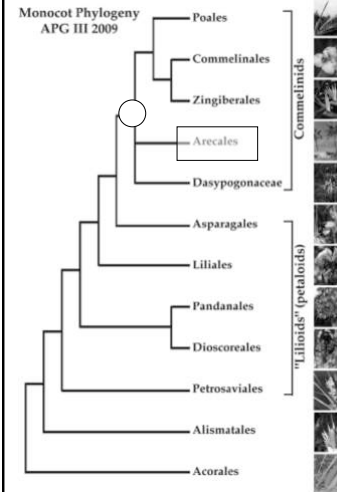 Monocot Phylogeny
APG III 2009
Poales
Commelinales
Zingiberales
Arecales
Dasypogonaceae
Asparagales
Liliales
Pandanales
Dioscoreales
Petrosaviales
Alismatales
Acorales
Commelinids
"Lilioids" (petaloids)